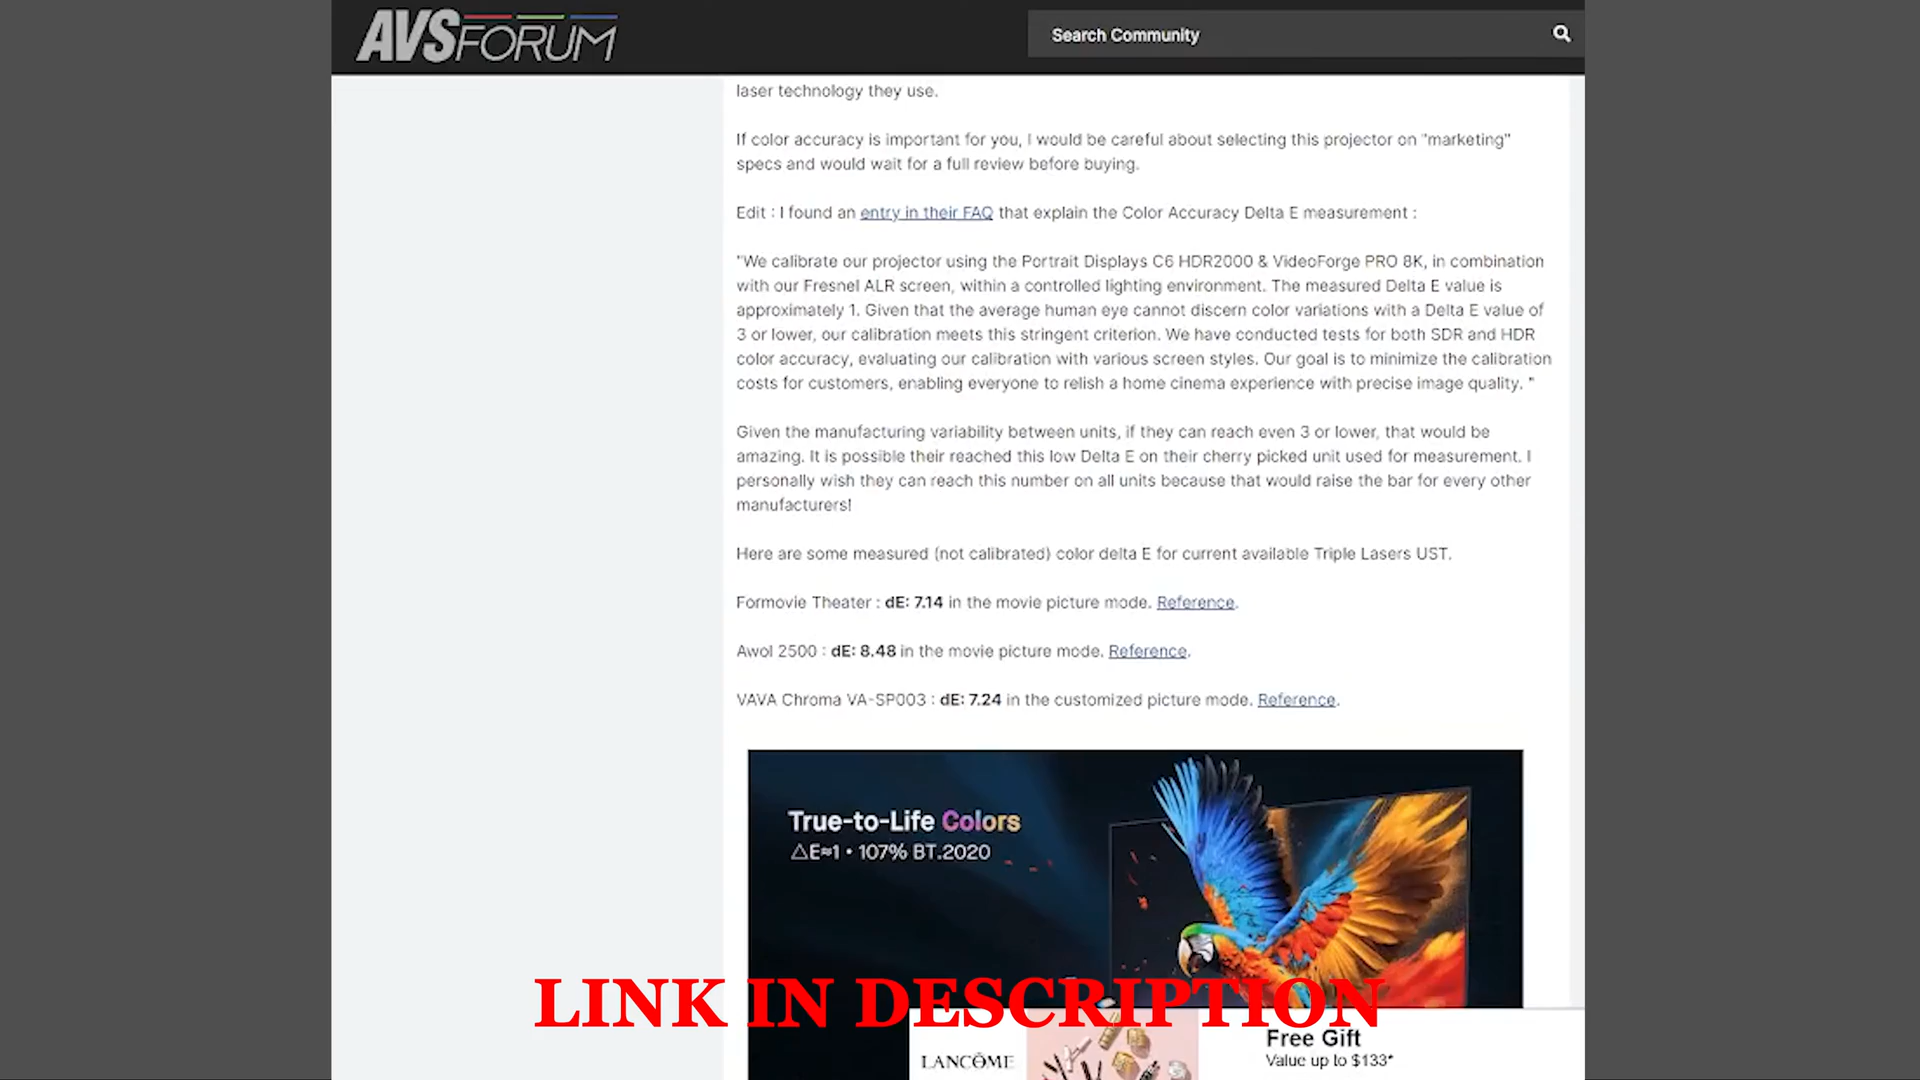 AVSFORUM
Search Community
laser technology they use.
If color accuracy is important for you, I would be careful about selecting this projector on "marketing"
specs and would wait for a full review before buying.
Edit : I found an entry in their FAQ that explain the Color Accuracy Delta E measurement :
"We calibrate our projector using the Portrait Displays C6 HDR2000 & VideoForge PRO 8K, in combination
with our Fresnel ALR screen, within a controlled lighting environment. The measured Delta E value is
approximately 1. Given that the average human eye cannot discern color variations with a Delta E value of
3 or lower, our calibration meets this stringent criterion. We have conducted tests for both SDR and HDR
color accuracy, evaluating our calibration with various screen styles. Our goal is to minimize the calibration
costs for customers, enabling everyone to relish a home cinema experience with precise image quality. "
Given the manufacturing variability between units, if they can reach even 3 or lower, that would be
amazing. It is possible their reached this low Delta E on their cherry picked unit used for measurement. I
personally wish they can reach this number on all units because that would raise the bar for every other
manufacturers!
Here are some measured (not calibrated) color delta E for current available Triple Lasers UST.
Formovie Theater : dE: 7.14 in the movie picture mode. Reference.
Awol 2500 : dE: 8.48 in the movie picture mode. Reference.
VAVA Chroma VA-SP003 : dE: 7.24 in the customized picture mode. Reference.
True-to-Life Colors
△E≈1 • 107% BT.2020
LINK IN DESCRIPTION
LANCÔME
Free Gift
Value up to $133*